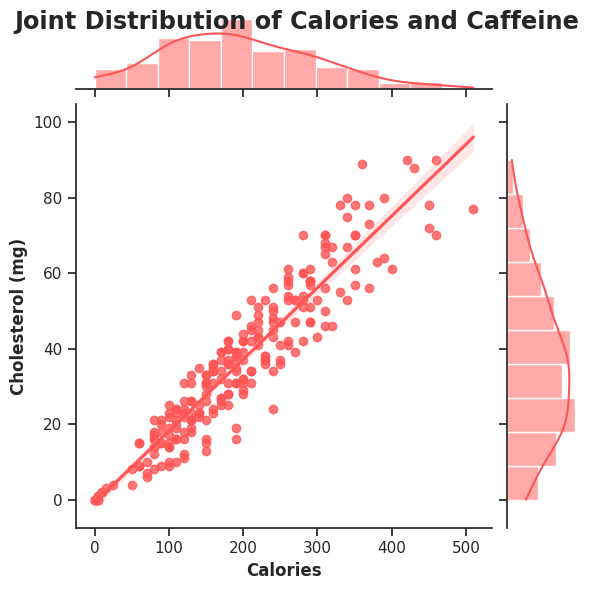 Joint Distribution of Calories and Caffeine
100
80
60
40
20
0
Cholesterol (mg)
0 100 200 300 400 500
Calories